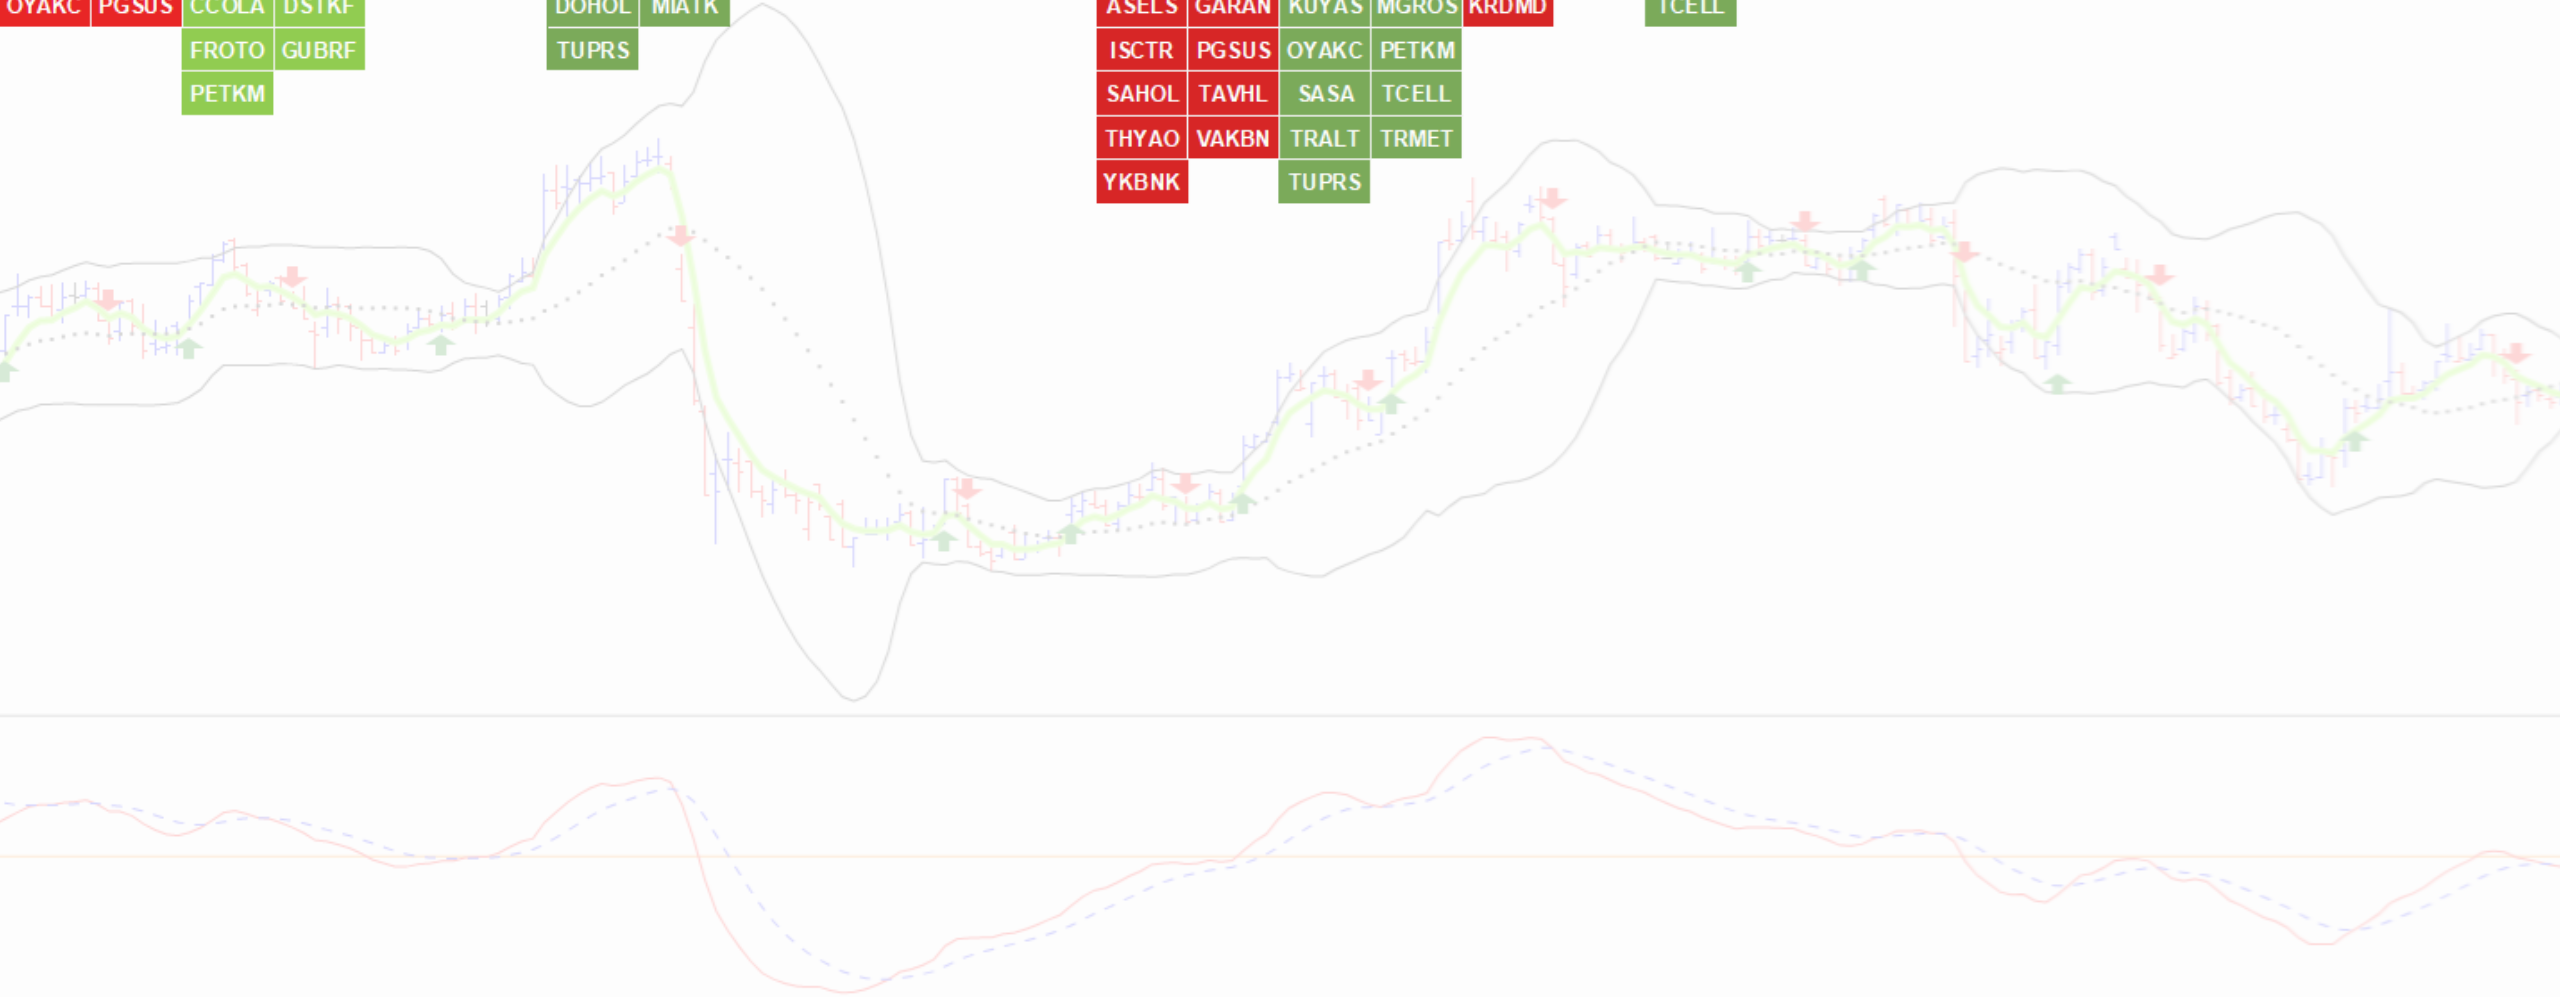 OYAKC PGSUS CCOLA DSTKF DOHOL MIATK ASELS GARAN KUYAS MGROS KRDMD TCELL
FROTO GUBRF TUPRS ISCTR PGSUS OYAKC PETKM
PETKM SAHOL TAVHL SASA TCELL
THYAO VAKBN TRALT TRMET
YKBNK TUPRS